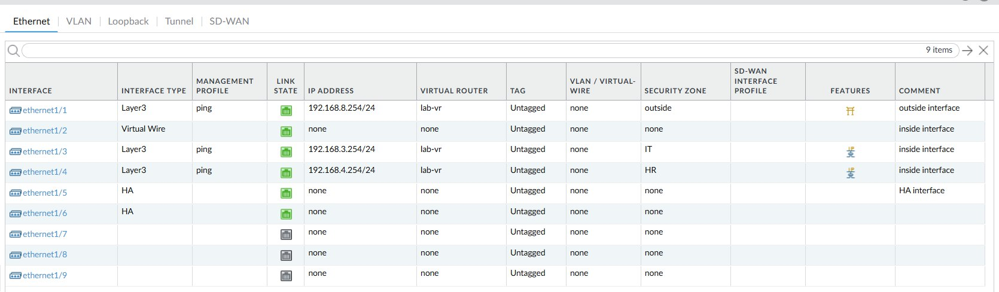 Ethernet VLAN Loopback Tunnel SD-WAN
9 items
INTERFACE INTERFACE TYPE MANAGEMENT PROFILE LINK STATE IP ADDRESS VIRTUAL ROUTER TAG VLAN / VIRTUAL-WIRE SECURITY ZONE SD-WAN INTERFACE PROFILE FEATURES COMMENT
ethernet1/1 Layer3 ping 192.168.8.254/24 lab-vr Untagged none outside outside interface
ethernet1/2 Virtual Wire none none Untagged none none inside interface
ethernet1/3 Layer3 ping 192.168.3.254/24 lab-vr Untagged none IT inside interface
ethernet1/4 Layer3 ping 192.168.4.254/24 lab-vr Untagged none HR inside interface
ethernet1/5 HA none none Untagged none none HA interface
ethernet1/6 HA none none Untagged none none
ethernet1/7 none none Untagged none none
ethernet1/8 none none Untagged none none
ethernet1/9 none none Untagged none none